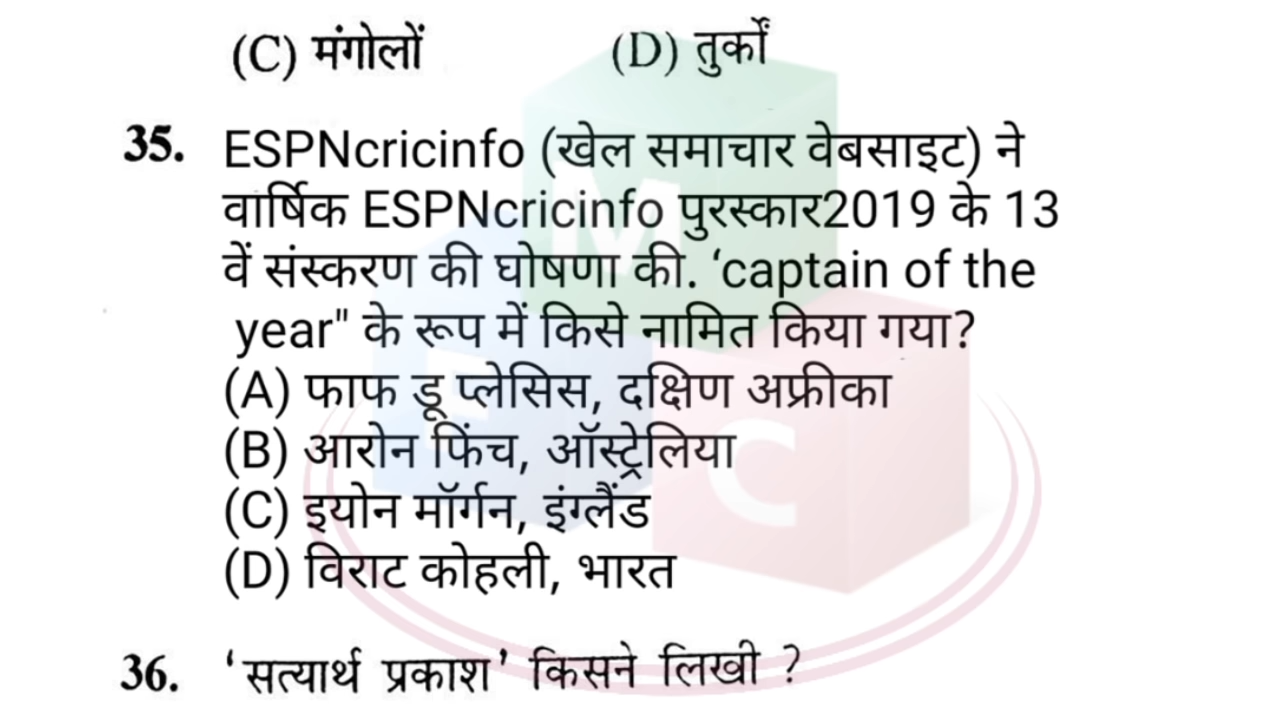 (C) मंगोलों (D) तुर्कों
35. ESPNcricinfo (खेल समाचार वेबसाइट) ने
वार्षिक ESPNcricinfo पुरस्कार2019 के 13
वें संस्करण की घोषणा की. ‘captain of the
year" के रूप में किसे नामित किया गया?
(A) फाफ डू प्लेसिस, दक्षिण अफ्रीका
(B) आरोन फिंच, ऑस्ट्रेलिया
(C) इयोन मॉर्गन, इंग्लैंड
(D) विराट कोहली, भारत
36. ‘सत्यार्थ प्रकाश’ किसने लिखी ?
M
E
C